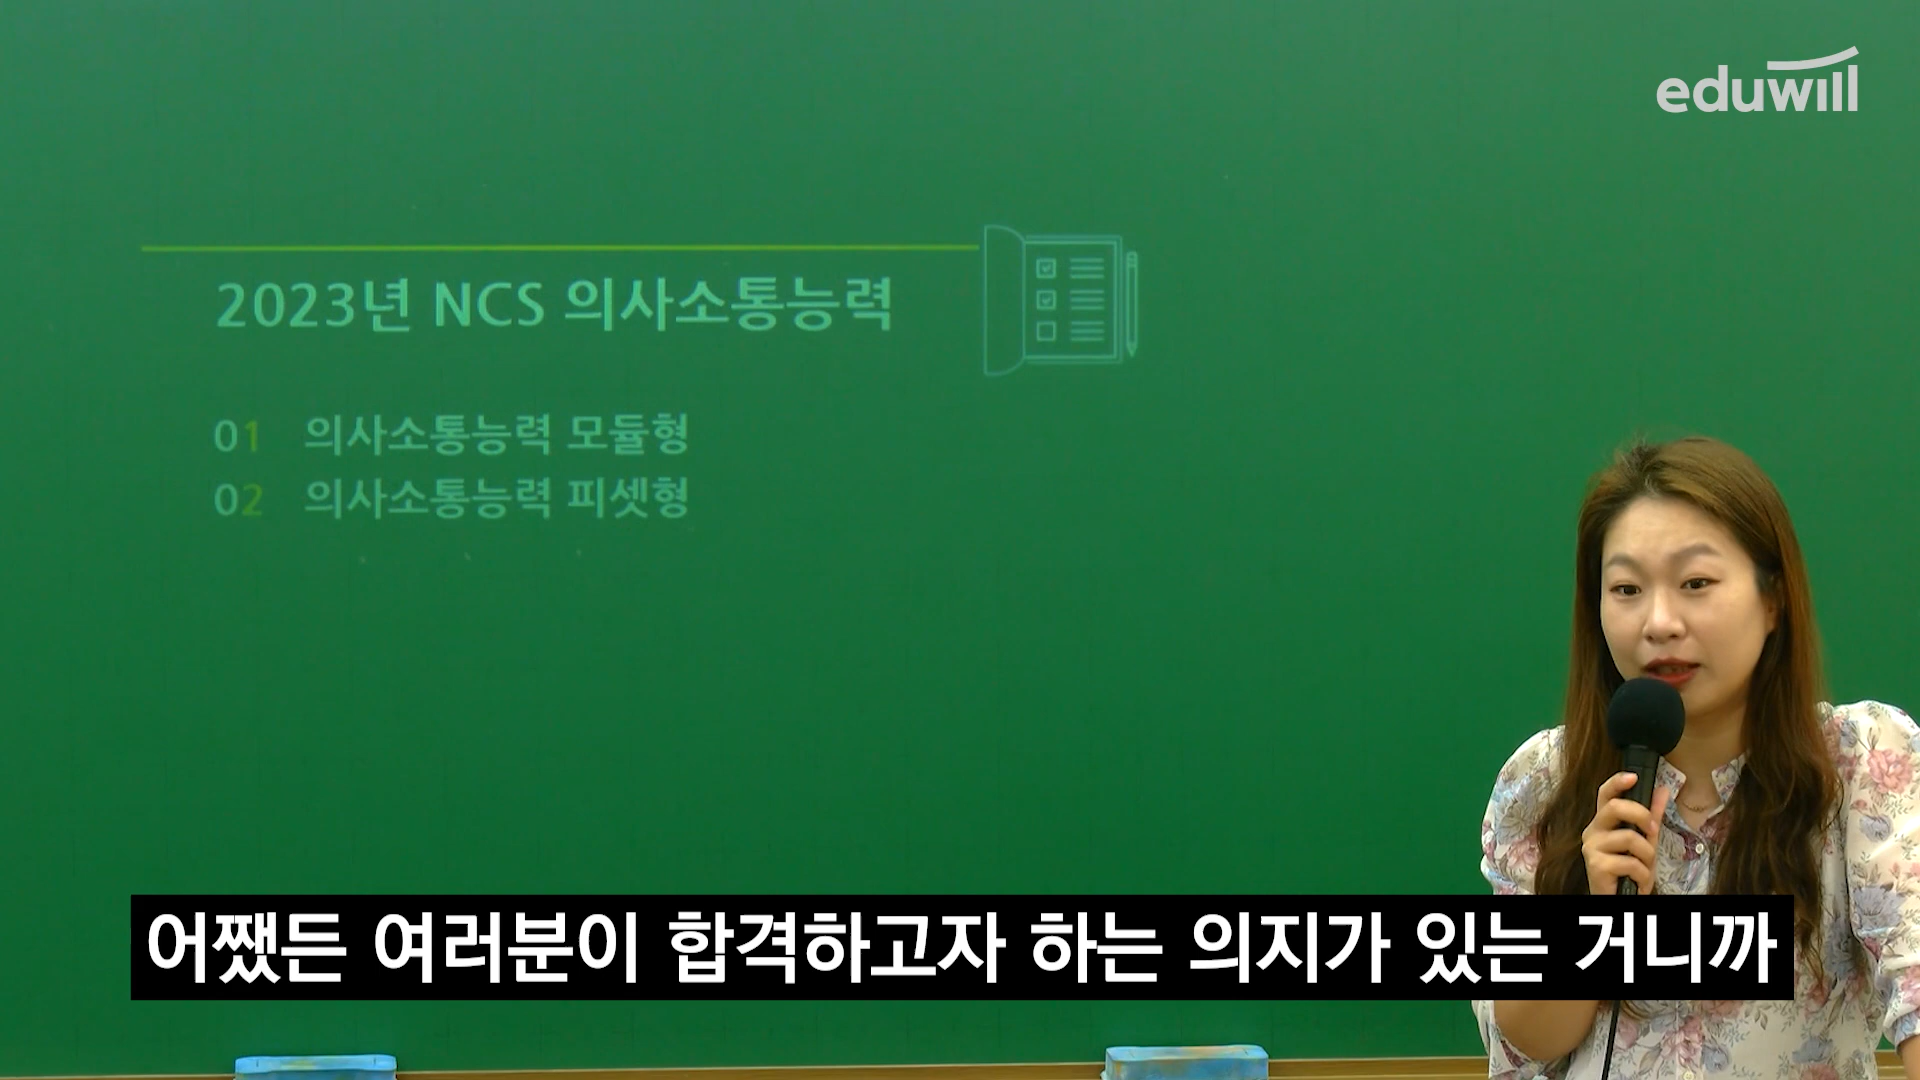 eduwill
2023년 NCS 의사소통능력
01 의사소통능력 모듈형
02 의사소통능력 피셋형
어쨌든 여러분이 합격하고자 하는 의지가 있는 거니까